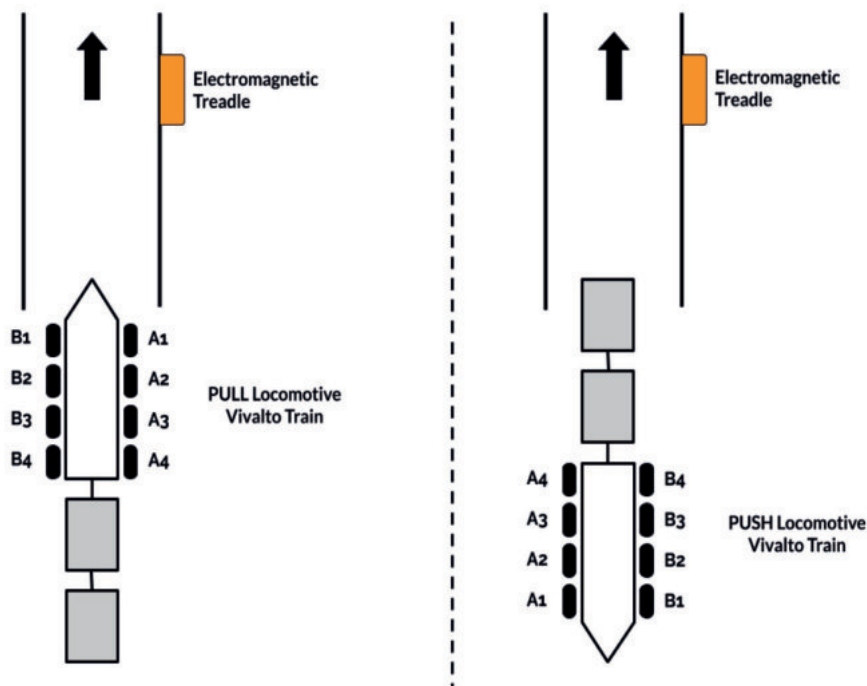 Electromagnetic
Treadle
B1
A1
B2
A2
B3
A3
B4
A4
PULL Locomotive
Vivalto Train
Electromagnetic
Treadle
A4
B4
A3
B3
A2
B2
A1
B1
PUSH Locomotive
Vivalto Train